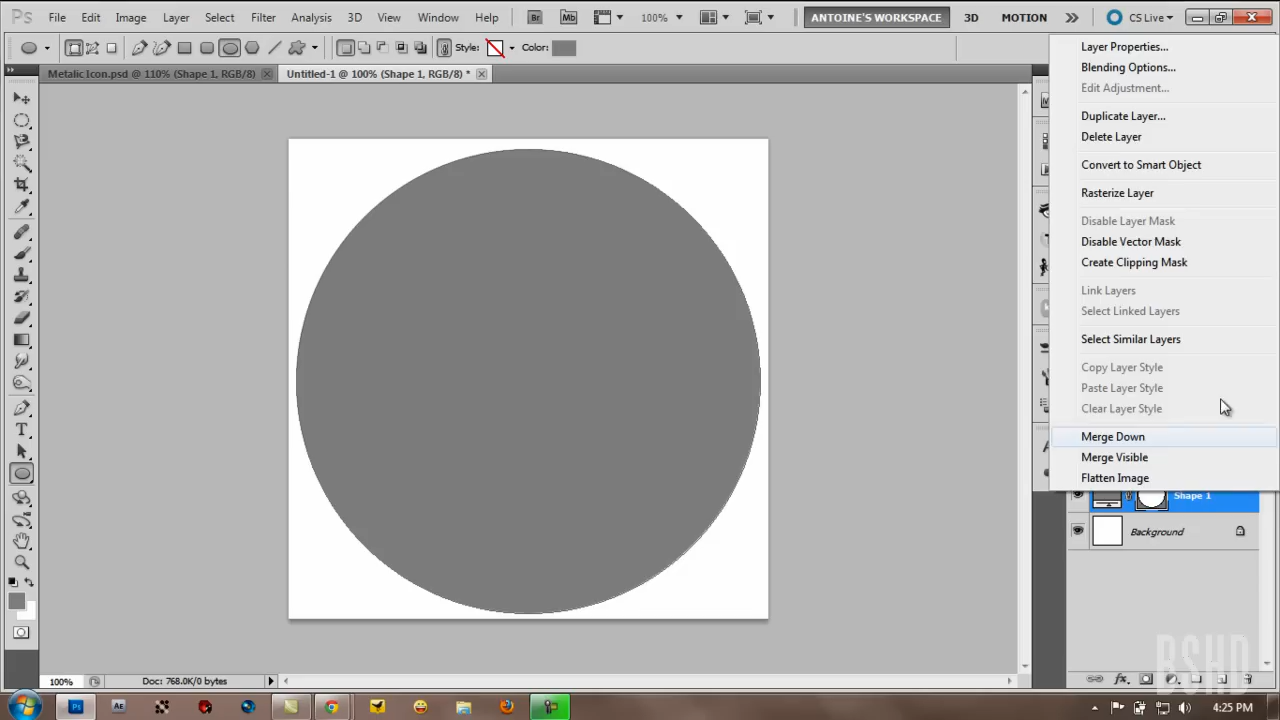 Ps File Edit Image Layer Select Filter Analysis 3D View Window Help Br Mb 100% ANTOINE'S WORKSPACE 3D MOTION CS Live
Style: Color:
Metalic Icon.psd @ 110% (Shape 1, RGB/8) Untitled-1 @ 100% (Shape 1, RGB/8) *
Layer Properties...
Blending Options...
Edit Adjustment...
Duplicate Layer...
Delete Layer
Convert to Smart Object
Rasterize Layer
Disable Layer Mask
Disable Vector Mask
Create Clipping Mask
Link Layers
Select Linked Layers
Select Similar Layers
Copy Layer Style
Paste Layer Style
Clear Layer Style
Merge Down
Merge Visible
Flatten Image
Shape 1
Background
BSHD
100% Doc: 768.0K/0 bytes
Ps AE 4:25 PM